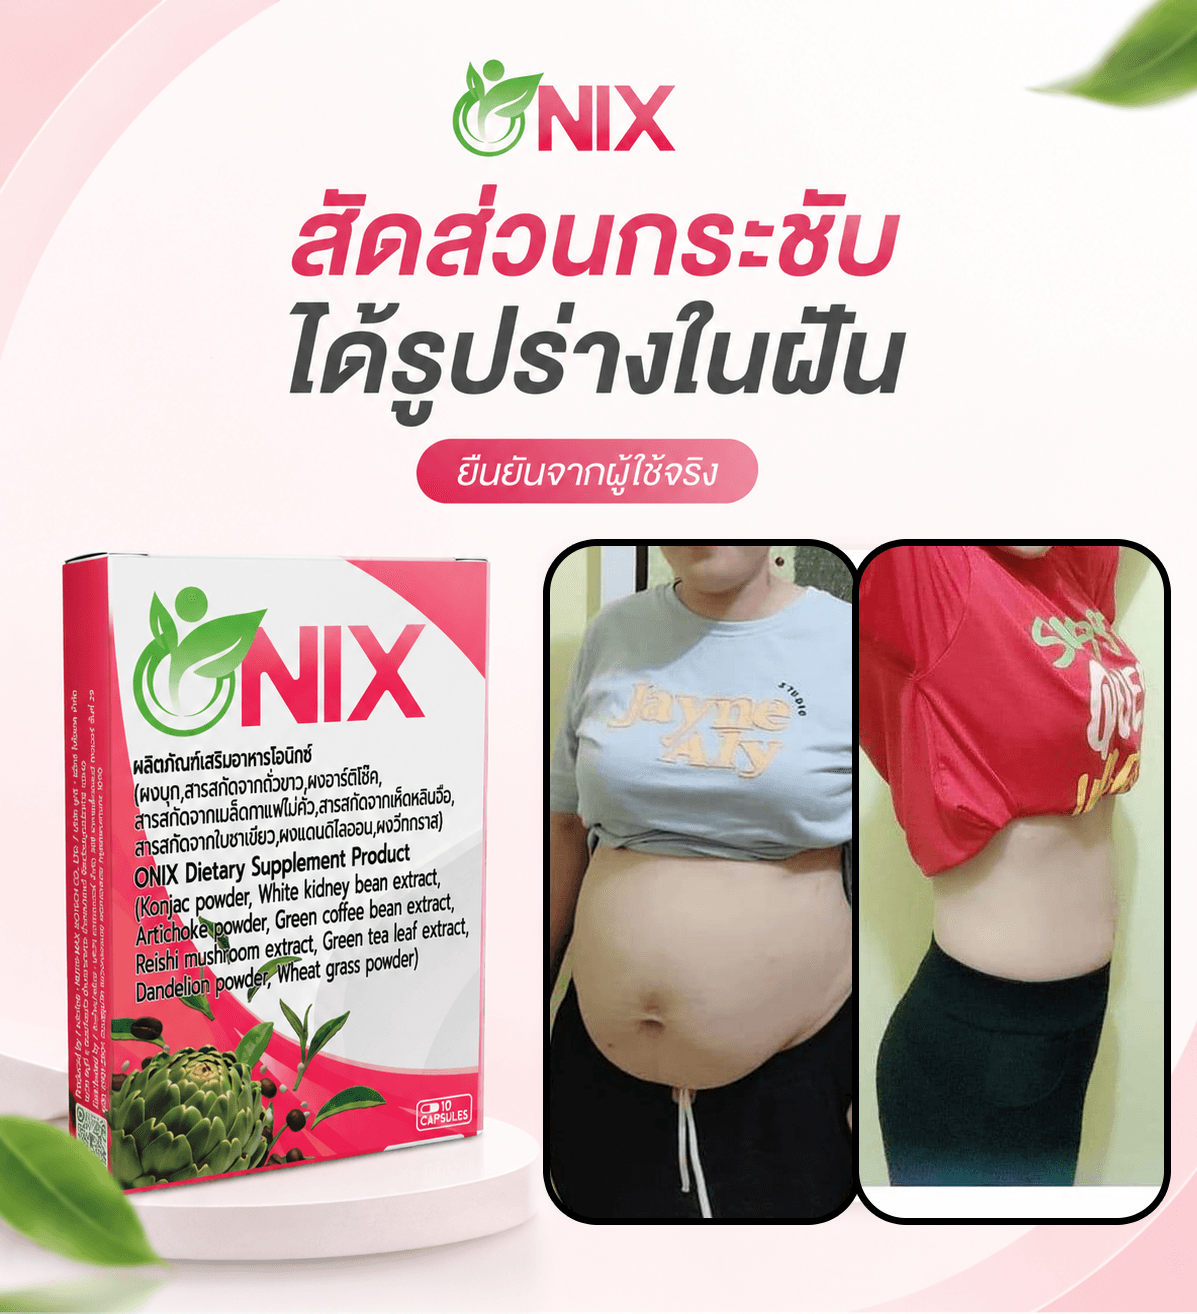 ONIX
สัดส่วนกระชับ
ได้รูปร่างในฝัน
ยืนยันจากผู้ใช้จริง
ONIX
ผลิตภัณฑ์เสริมอาหารโอนิกซ์
(ผงบุก,สารสกัดจากถั่วขาว,ผงอาร์ติโช๊ค,
สารสกัดจากเมล็ดกาแฟไม่คั่ว,สารสกัดจากเห็ดหลินจือ,
สารสกัดจากใบชาเขียว,ผงแดนดิไลออน,ผงวีทกราส)
ONIX Dietary Supplement Product
(Konjac powder, White kidney bean extract,
Artichoke powder, Green coffee bean extract,
Reishi mushroom extract, Green tea leaf extract,
Dandelion powder, Wheat grass powder)
10
CAPSULES
Jayne
Aly
STUDIO